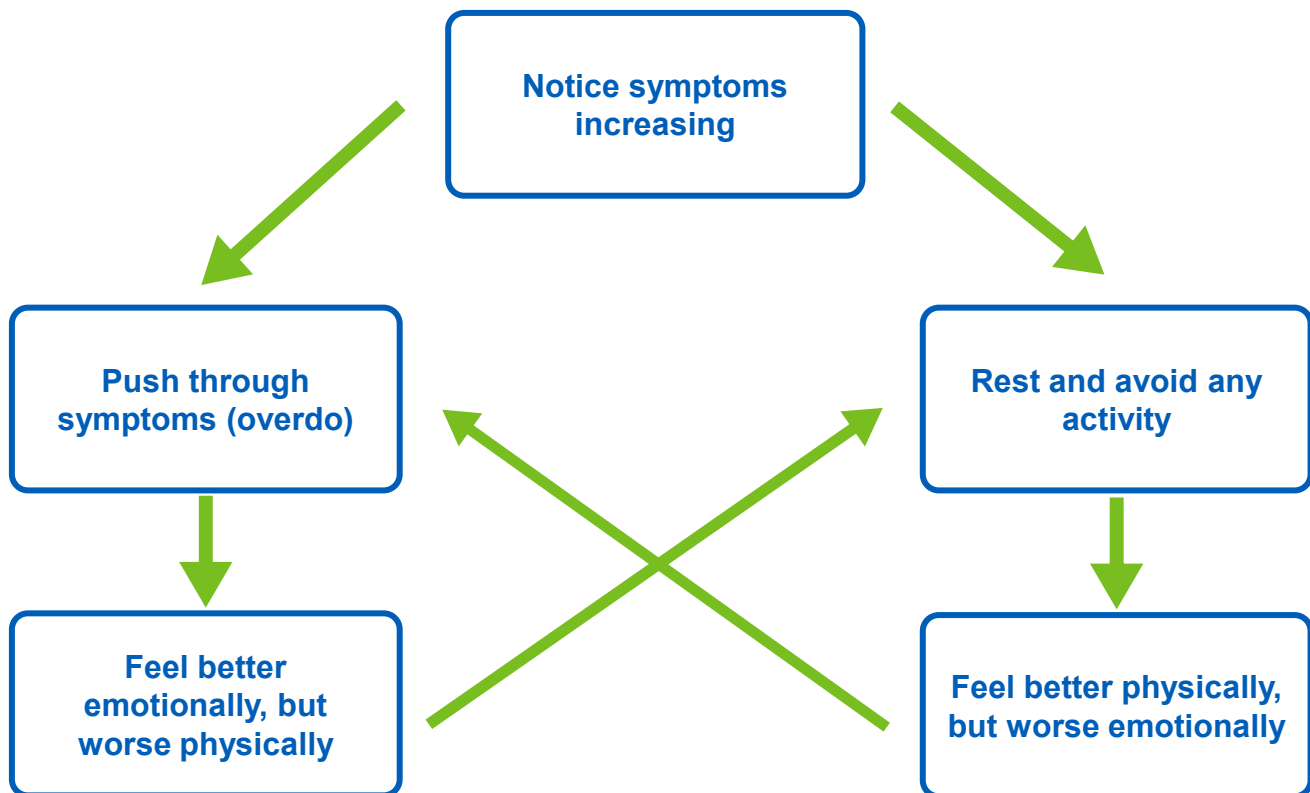 Notice symptoms
increasing
Push through
symptoms (overdo)
Rest and avoid any
activity
Feel better
emotionally, but
worse physically
Feel better physically,
but worse emotionally